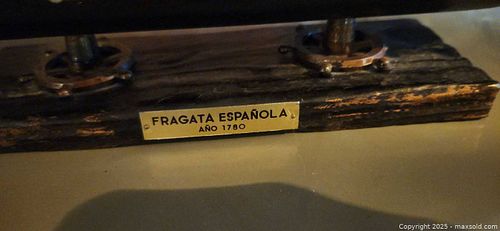 FRAGATA ESPAÑOLA
AÑO 1780
Copyright 2025 - maxsold.com